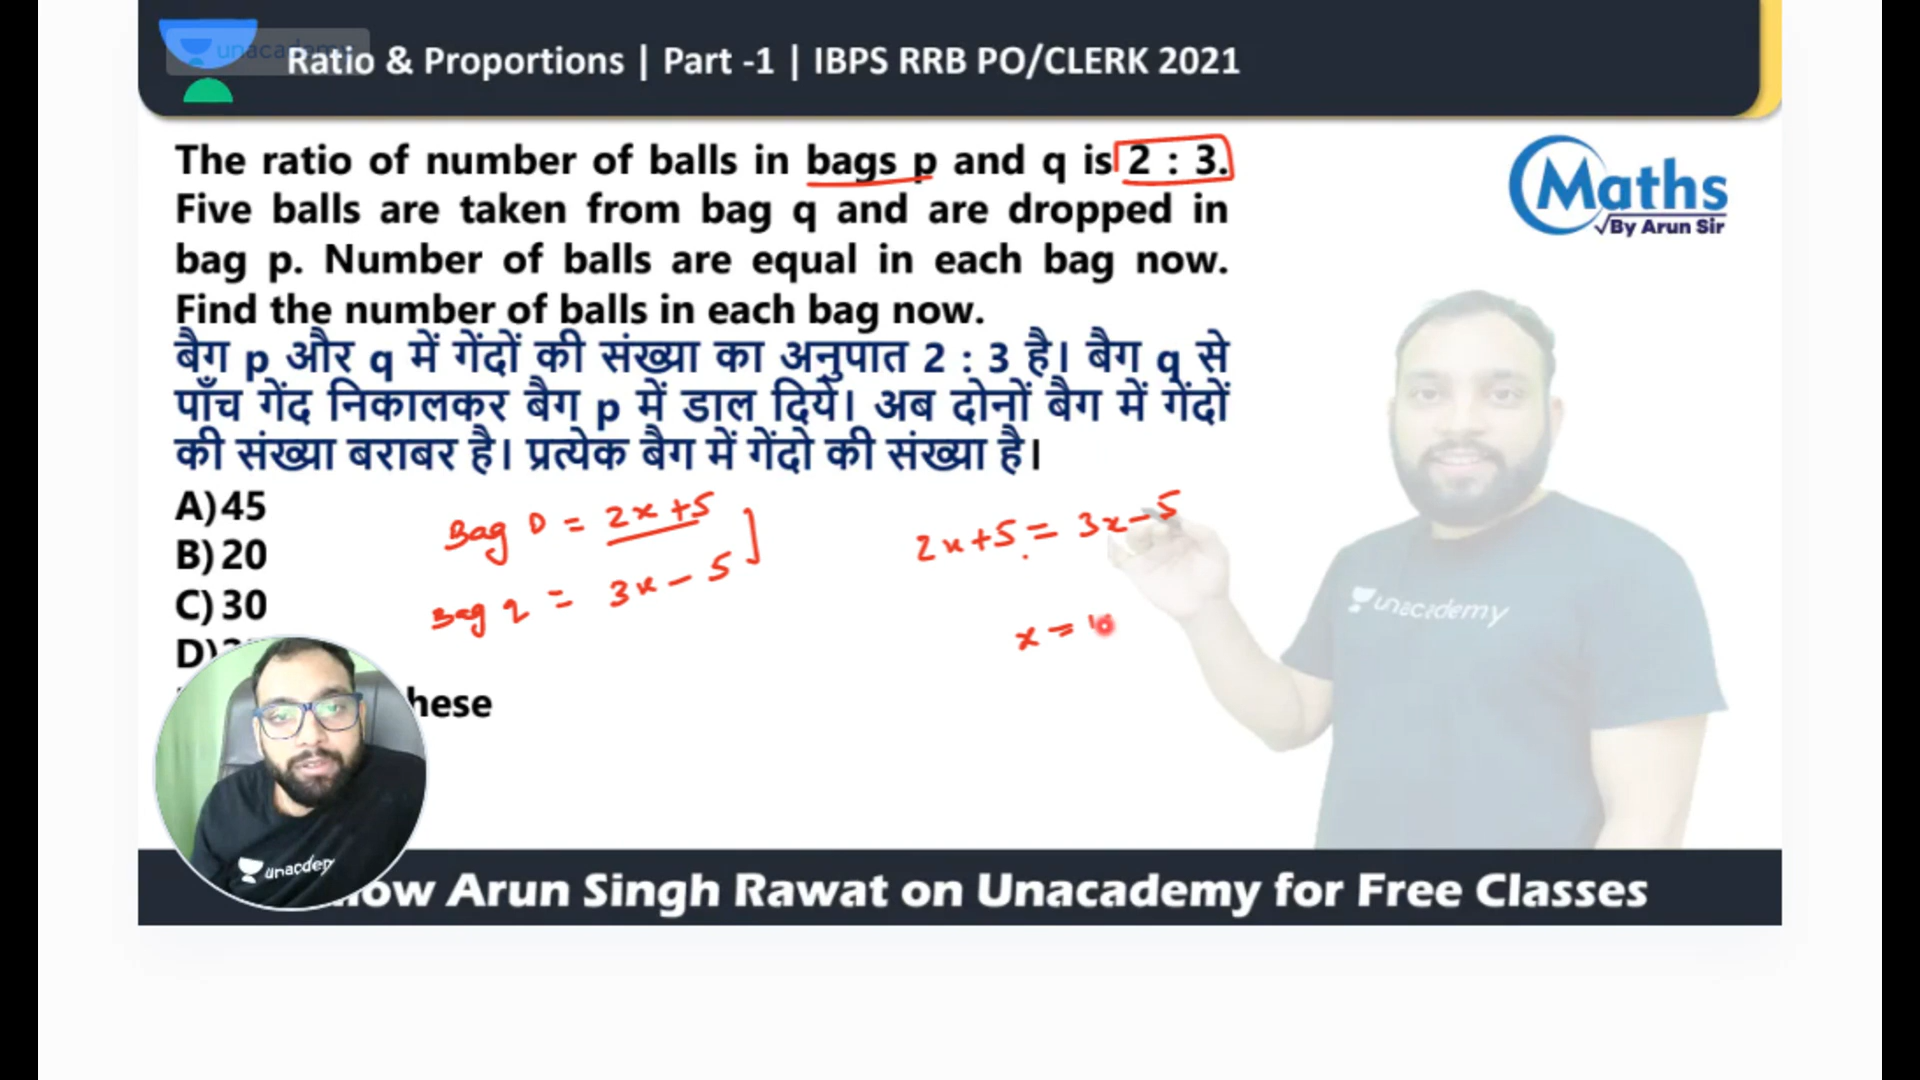 unacademy
Ratio & Proportions | Part -1 | IBPS RRB PO/CLERK 2021
The ratio of number of balls in bags p and q is 2 : 3.
Five balls are taken from bag q and are dropped in
bag p. Number of balls are equal in each bag now.
Find the number of balls in each bag now.
बैग p और q में गेंदों की संख्या का अनुपात 2 : 3 है। बैग q से
पाँच गेंद निकालकर बैग p में डाल दिये। अब दोनों बैग में गेंदों
की संख्या बराबर है। प्रत्येक बैग में गेंदो की संख्या है।
Maths
√By Arun Sir
A) 45
B) 20
C) 30
D)
hese
Bag = 2x+5
Bag q = 3x-5
2x+5 = 3x-5
x =
unacademy
Arun Singh Rawat on Unacademy for Free Classes